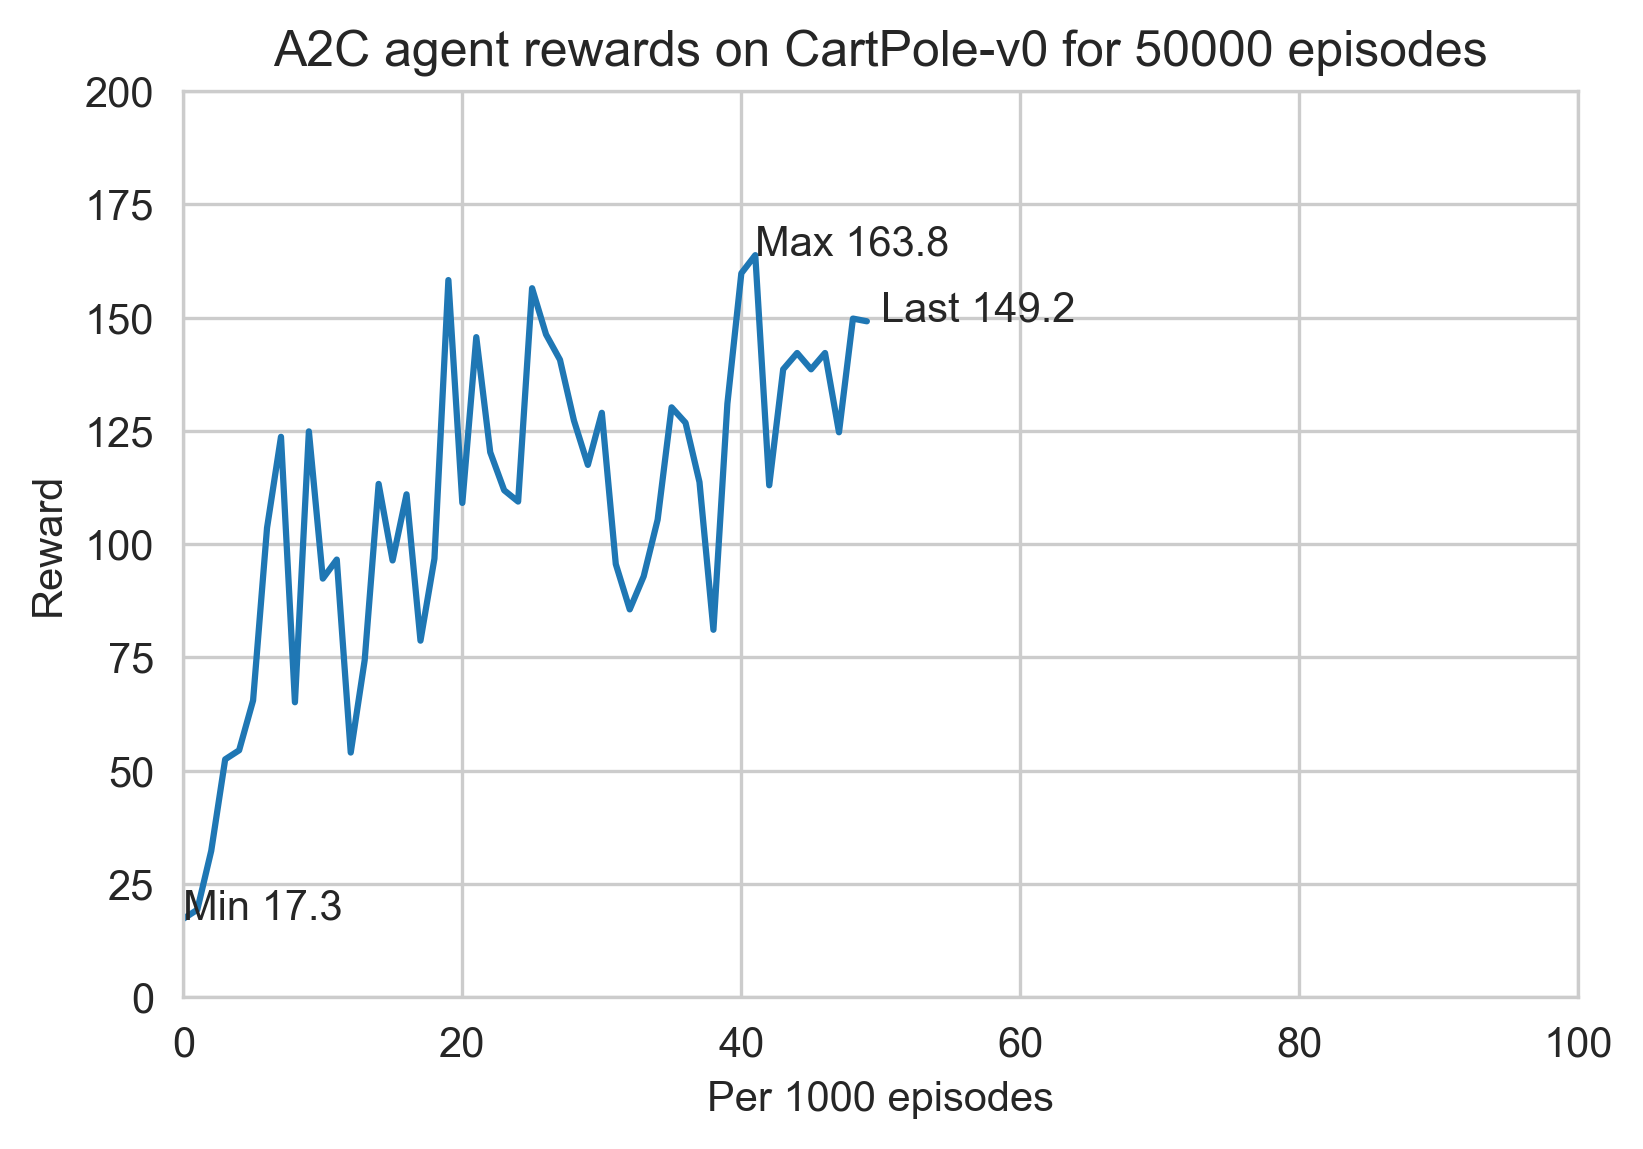 A2C agent rewards on CartPole-v0 for 50000 episodes
200
175
150
125
100
75
50
25
0
Reward
Max 163.8
Last 149.2
Min 17.3
0 20 40 60 80 100
Per 1000 episodes